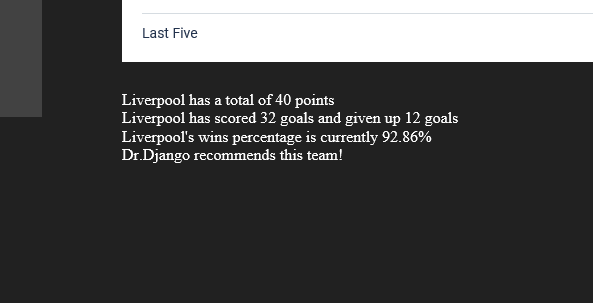 Last Five
Liverpool has a total of 40 points
Liverpool has scored 32 goals and given up 12 goals
Liverpool's wins percentage is currently 92.86%
Dr.Django recommends this team!